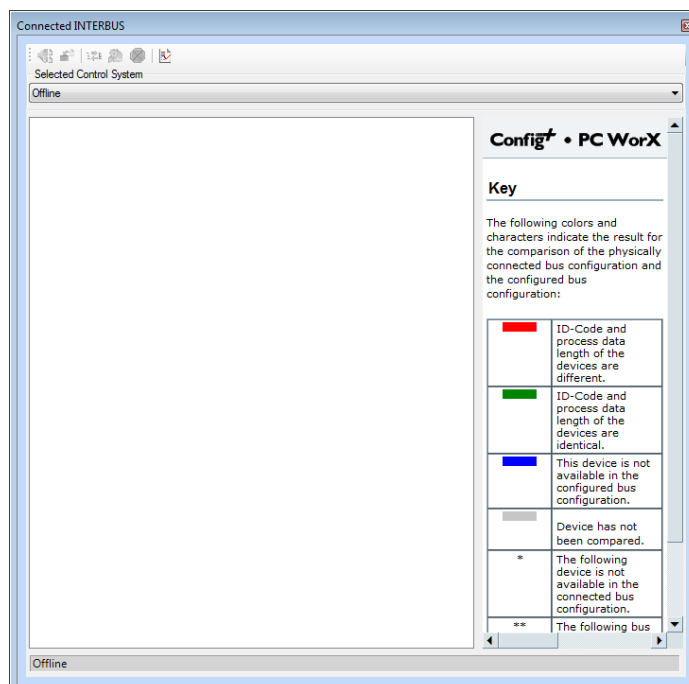 Connected INTERBUS
Selected Control System
Offline
Config+ • PC WorX
Key
The following colors and
characters indicate the result for
the comparison of the physically
connected bus configuration and
the configured bus
configuration:
ID-Code and
process data
length of the
devices are
different.
ID-Code and
process data
length of the
devices are
identical.
This device is not
available in the
configured bus
configuration.
Device has not
been compared.
*
The following
device is not
available in the
connected bus
configuration.
** The following bus
Offline